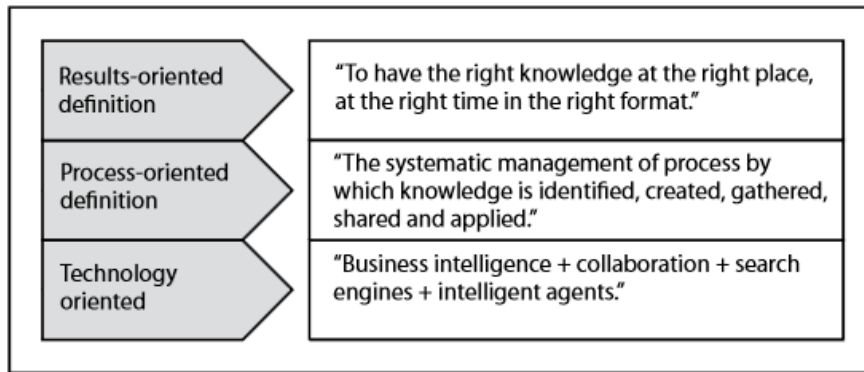 Results-oriented
definition
“To have the right knowledge at the right place,
at the right time in the right format.”
Process-oriented
definition
“The systematic management of process by
which knowledge is identified, created, gathered,
shared and applied.”
Technology
oriented
“Business intelligence + collaboration + search
engines + intelligent agents.”